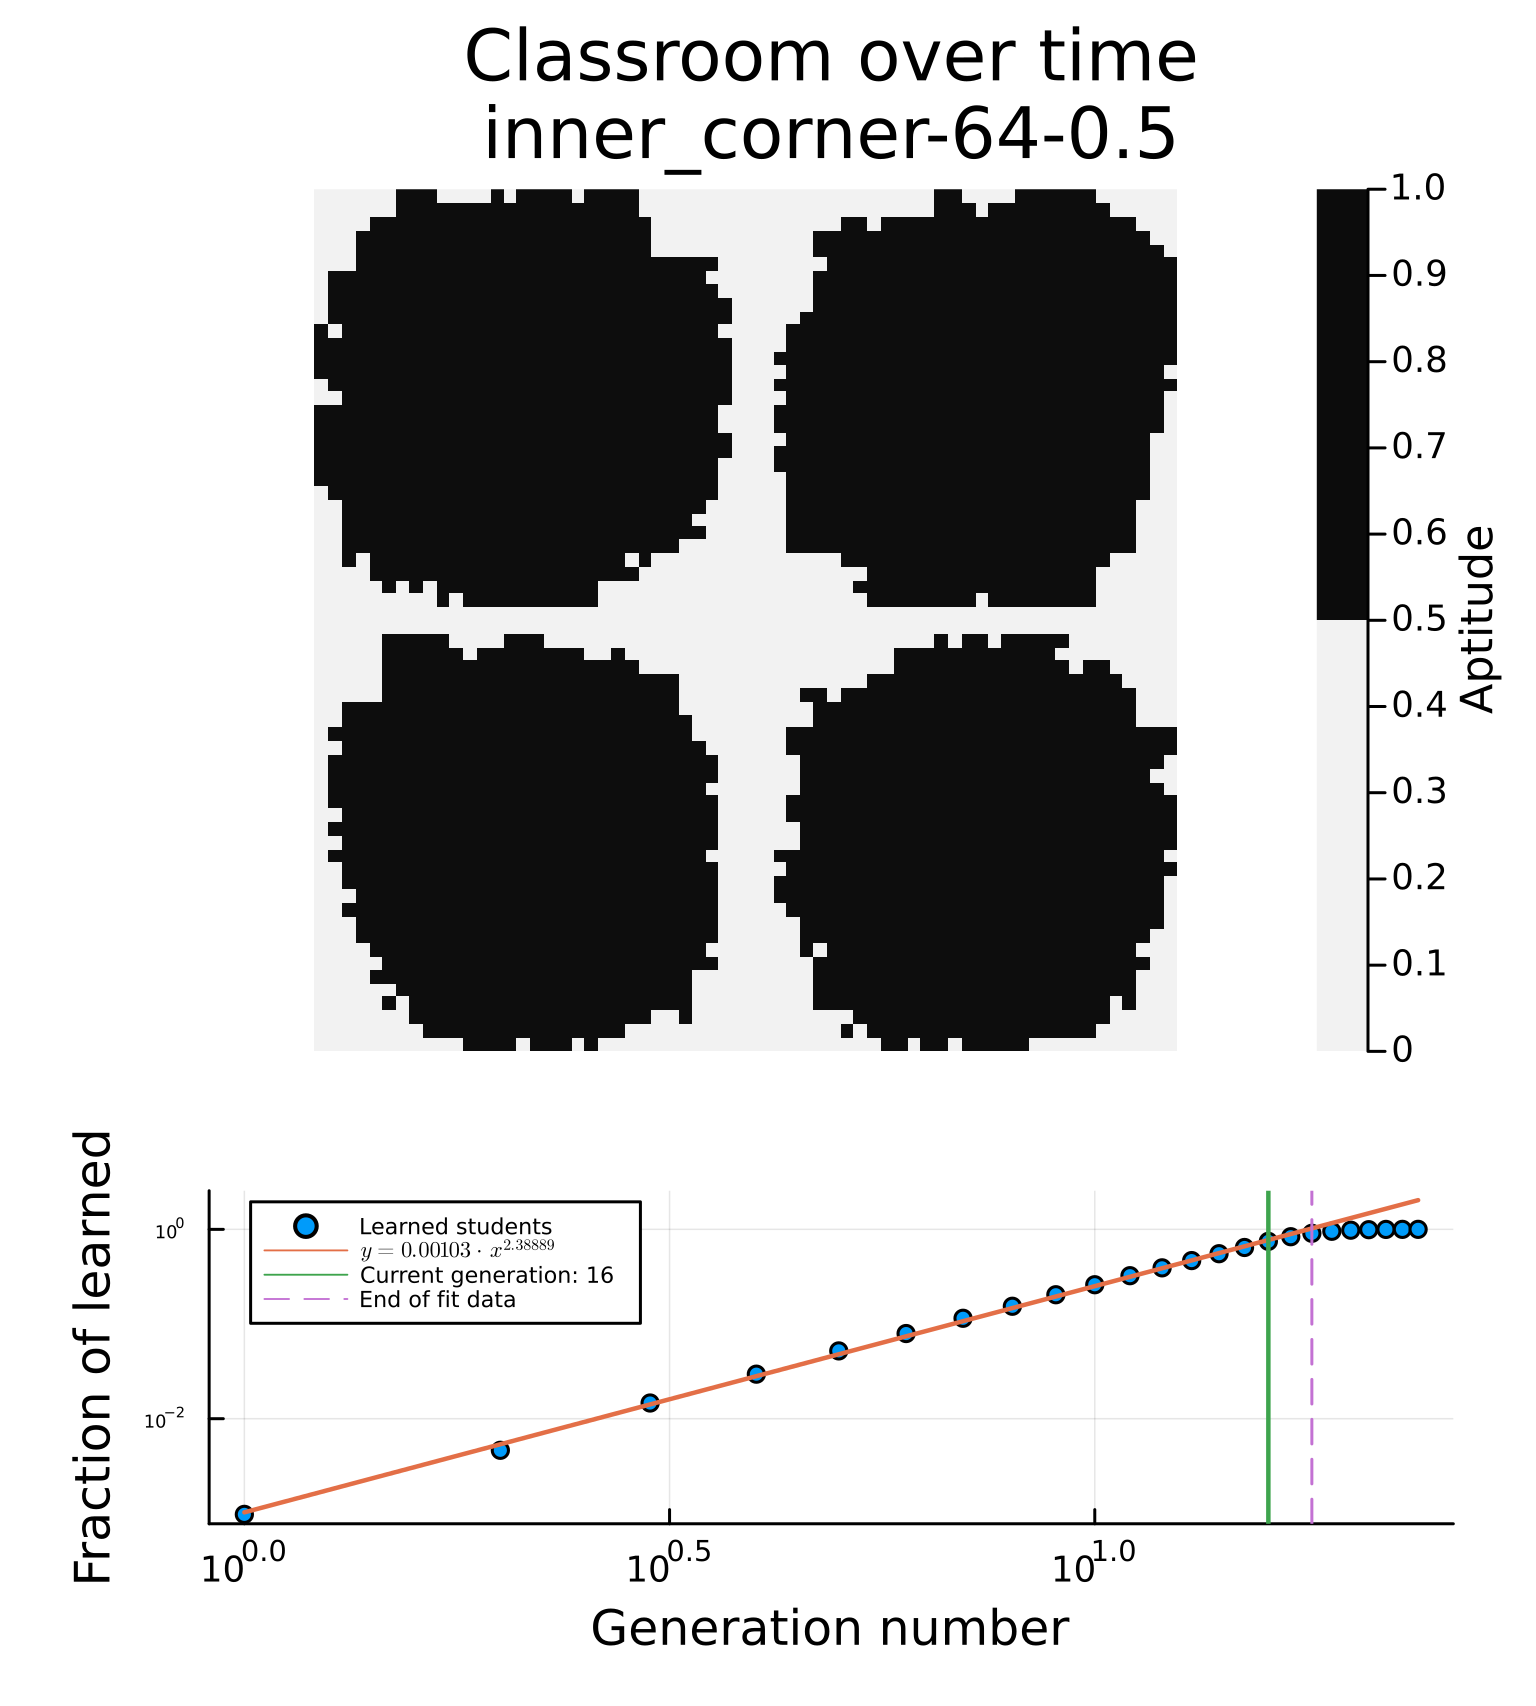 Classroom over time
inner_corner-64-0.5
1.0
0.9
0.8
0.7
0.6
0.5
0.4
0.3
0.2
0.1
0
Aptitude
Fraction of learned
10⁰
10⁻²
Learned students
y = 0.00103 · x^2.38889
Current generation: 16
End of fit data
10^0.0
10^0.5
10^1.0
Generation number